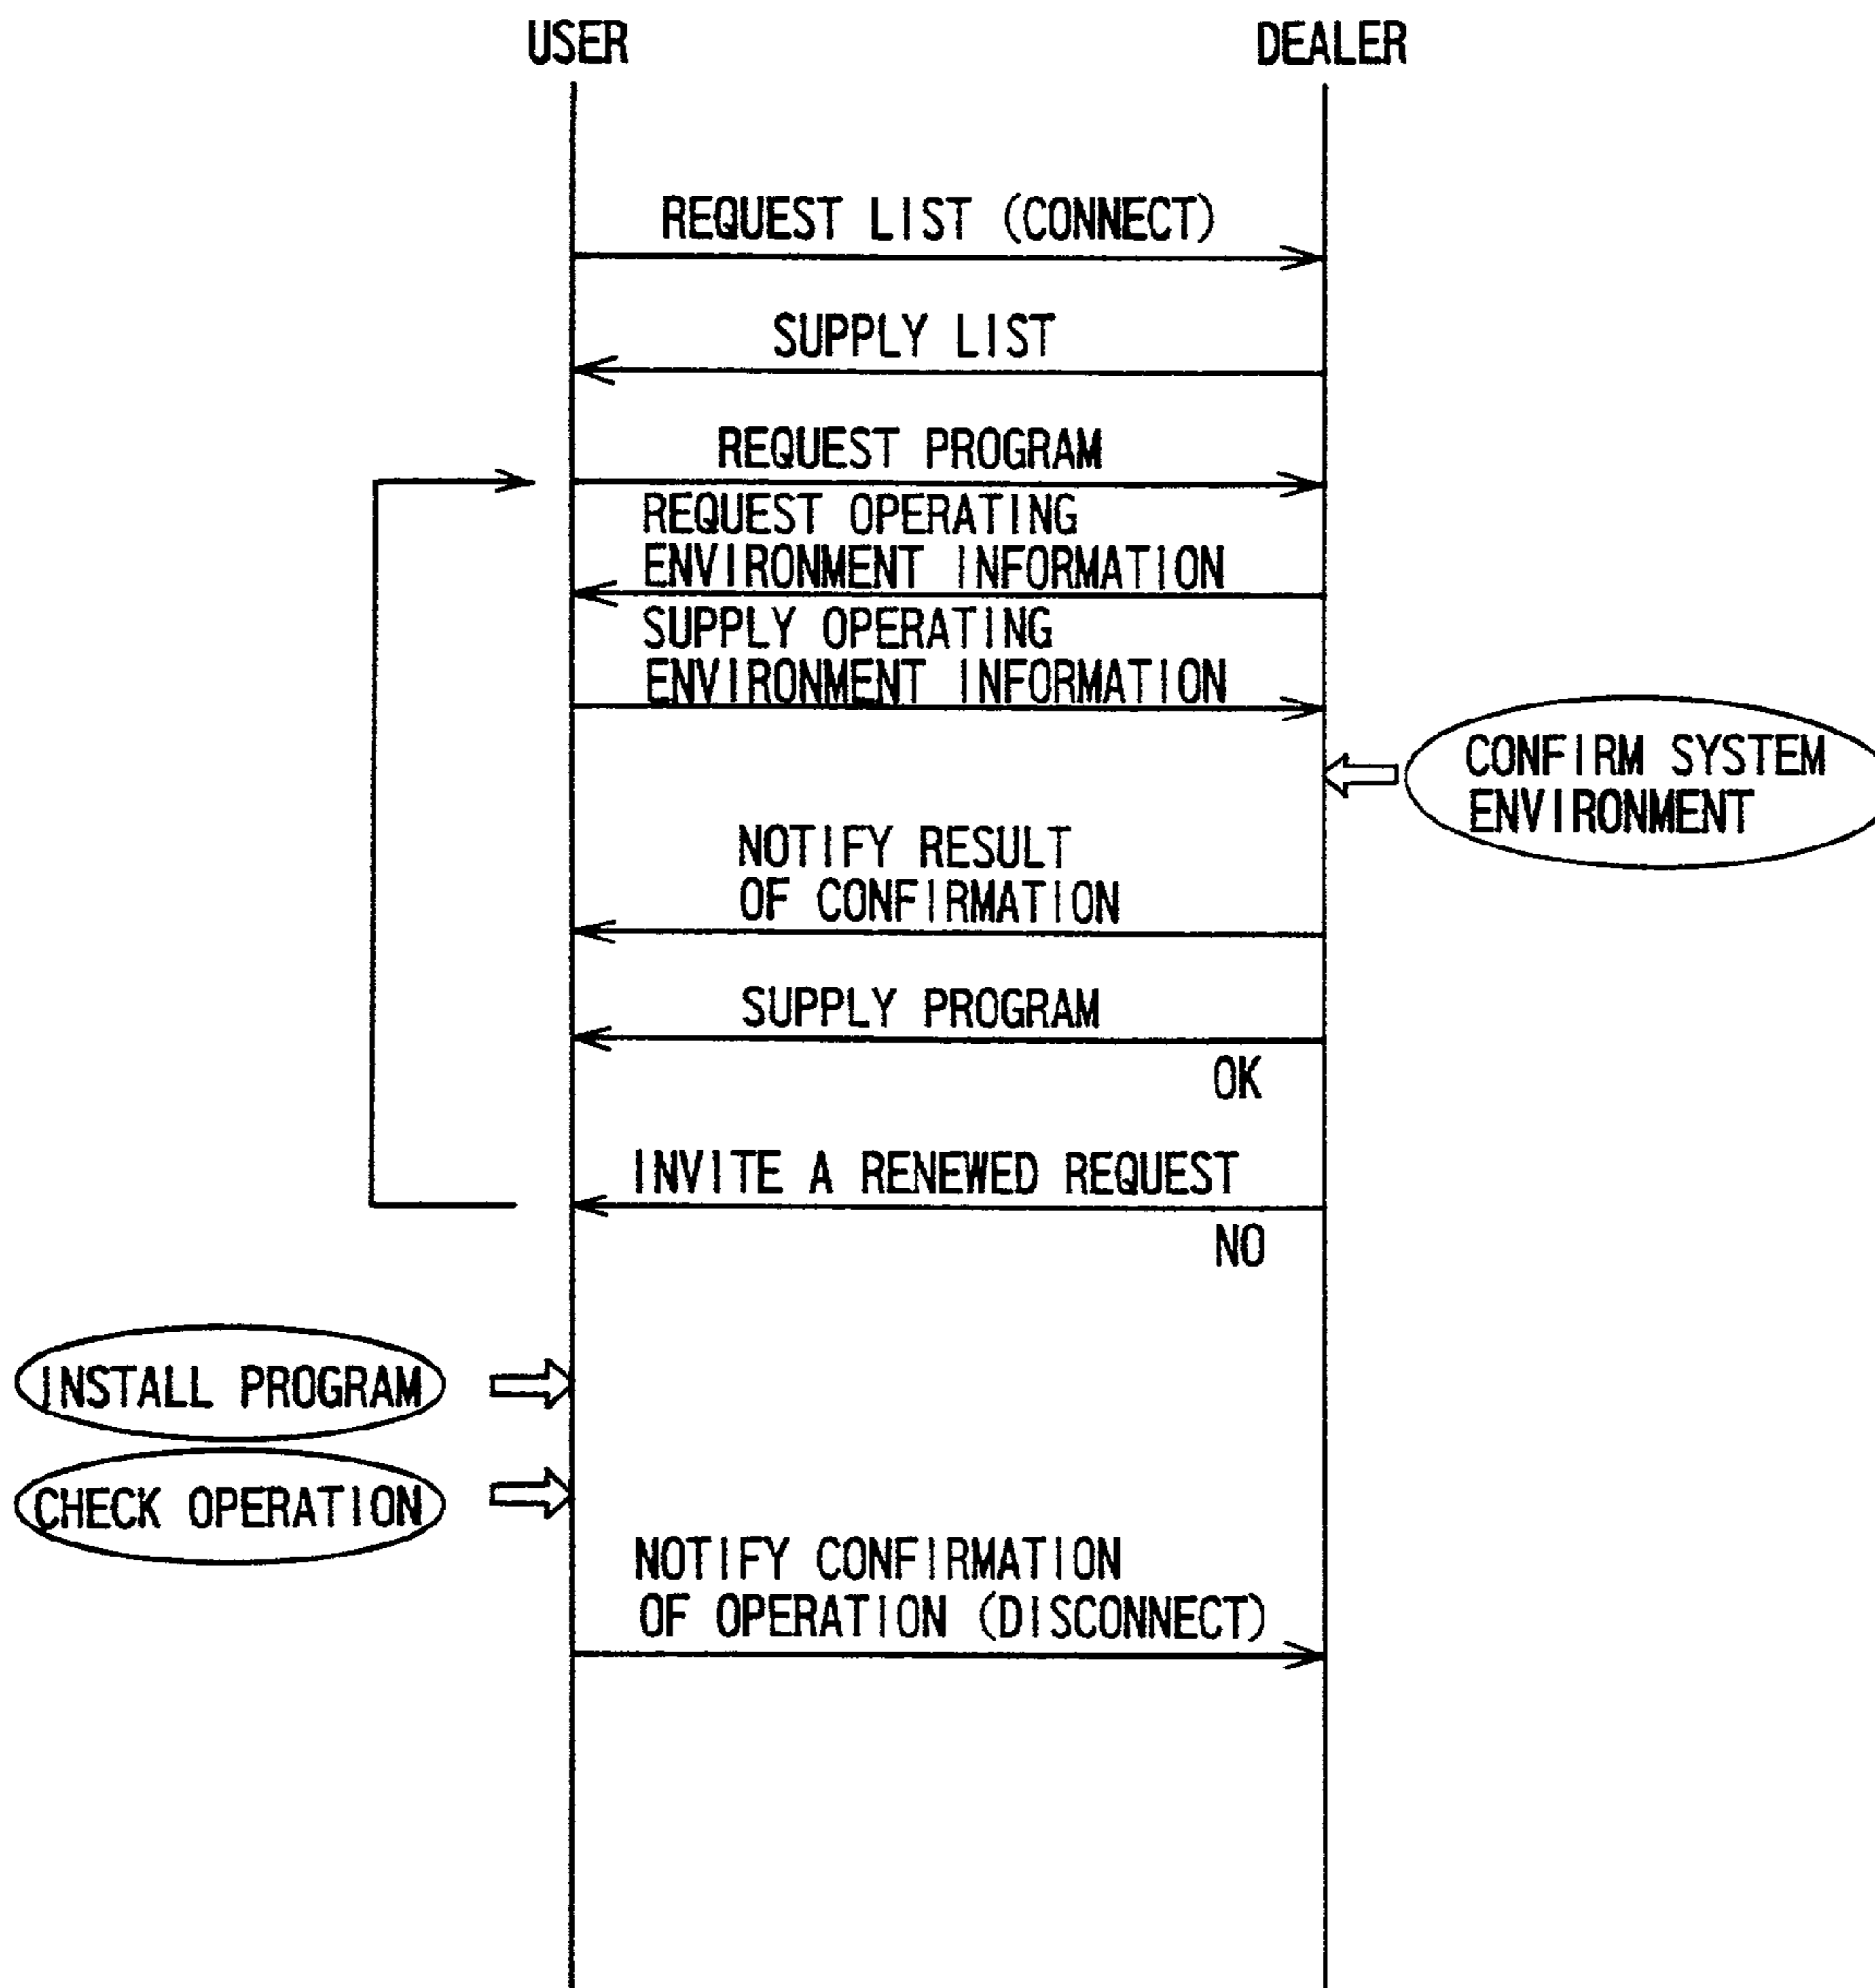 USER
DEALER
REQUEST LIST (CONNECT)
SUPPLY LIST
REQUEST PROGRAM
REQUEST OPERATING
ENVIRONMENT INFORMATION
SUPPLY OPERATING
ENVIRONMENT INFORMATION
CONFIRM SYSTEM
ENVIRONMENT
NOTIFY RESULT
OF CONFIRMATION
SUPPLY PROGRAM
OK
INVITE A RENEWED REQUEST
NO
INSTALL PROGRAM
CHECK OPERATION
NOTIFY CONFIRMATION
OF OPERATION (DISCONNECT)